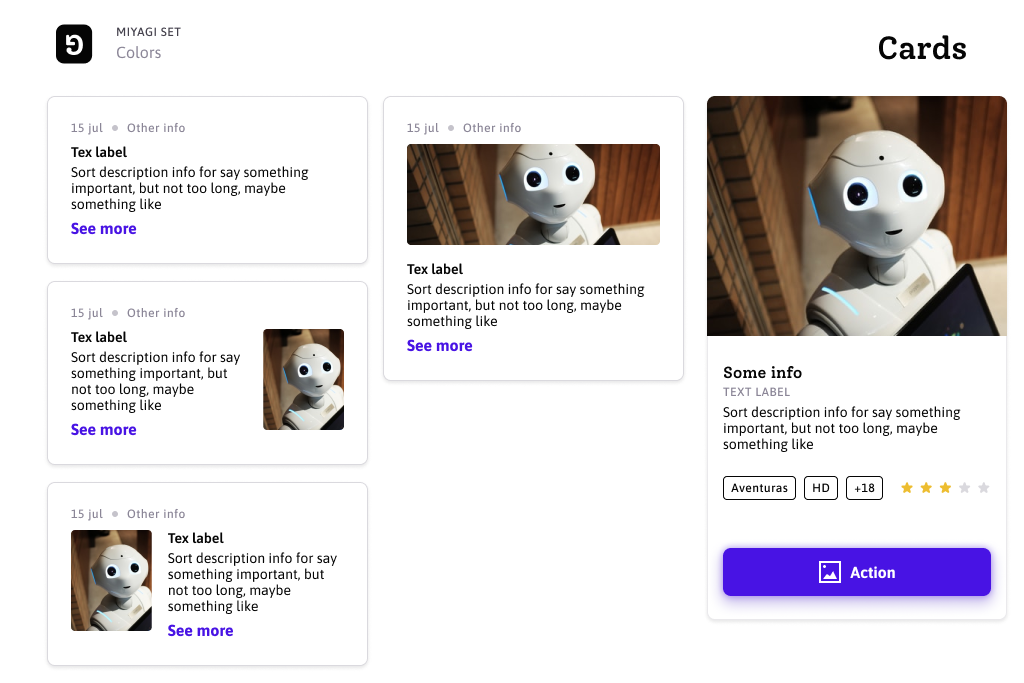 MIYAGI SET
Colors
Cards
15 jul Other info
Tex label
Sort description info for say something
important, but not too long, maybe
something like
See more
15 jul Other info
Tex label
Sort description info for say
something important, but
not too long, maybe
something like
See more
15 jul Other info
Tex label
Sort description info for say
something important, but
not too long, maybe
something like
See more
15 jul Other info
Tex label
Sort description info for say something
important, but not too long, maybe
something like
See more
Some info
TEXT LABEL
Sort description info for say something
important, but not too long, maybe
something like
Aventuras HD +18
Action